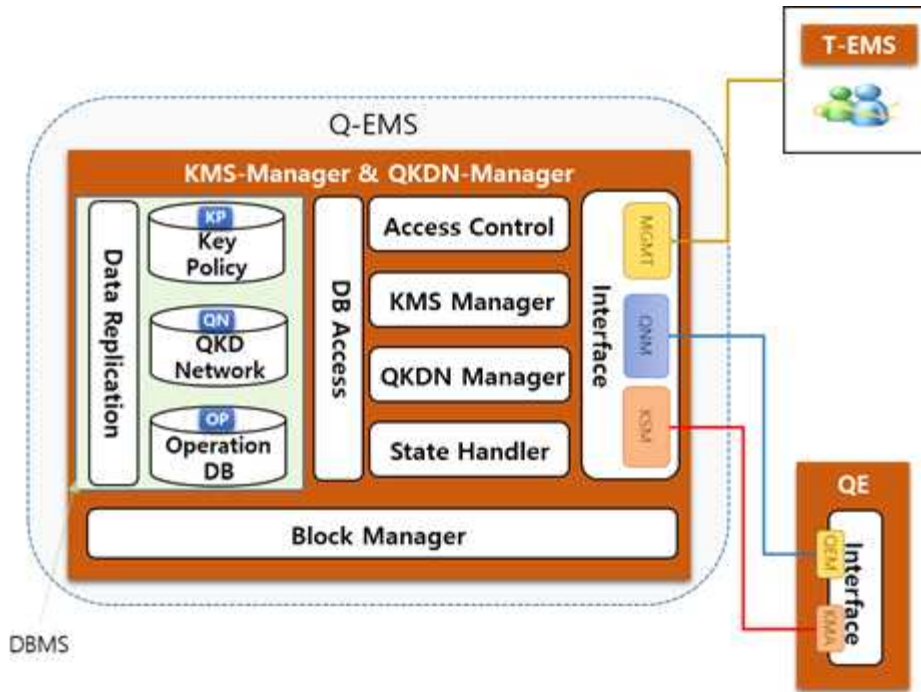 T-EMS
Q-EMS
KMS-Manager & QKDN-Manager
Data Replication
KP
Key
Policy
QN
QKD
Network
OP
Operation
DB
DB Access
Access Control
KMS Manager
QKDN Manager
State Handler
Interface
MGMT
QNM
KSM
Block Manager
DBMS
QE
QEM
KMA
Interface